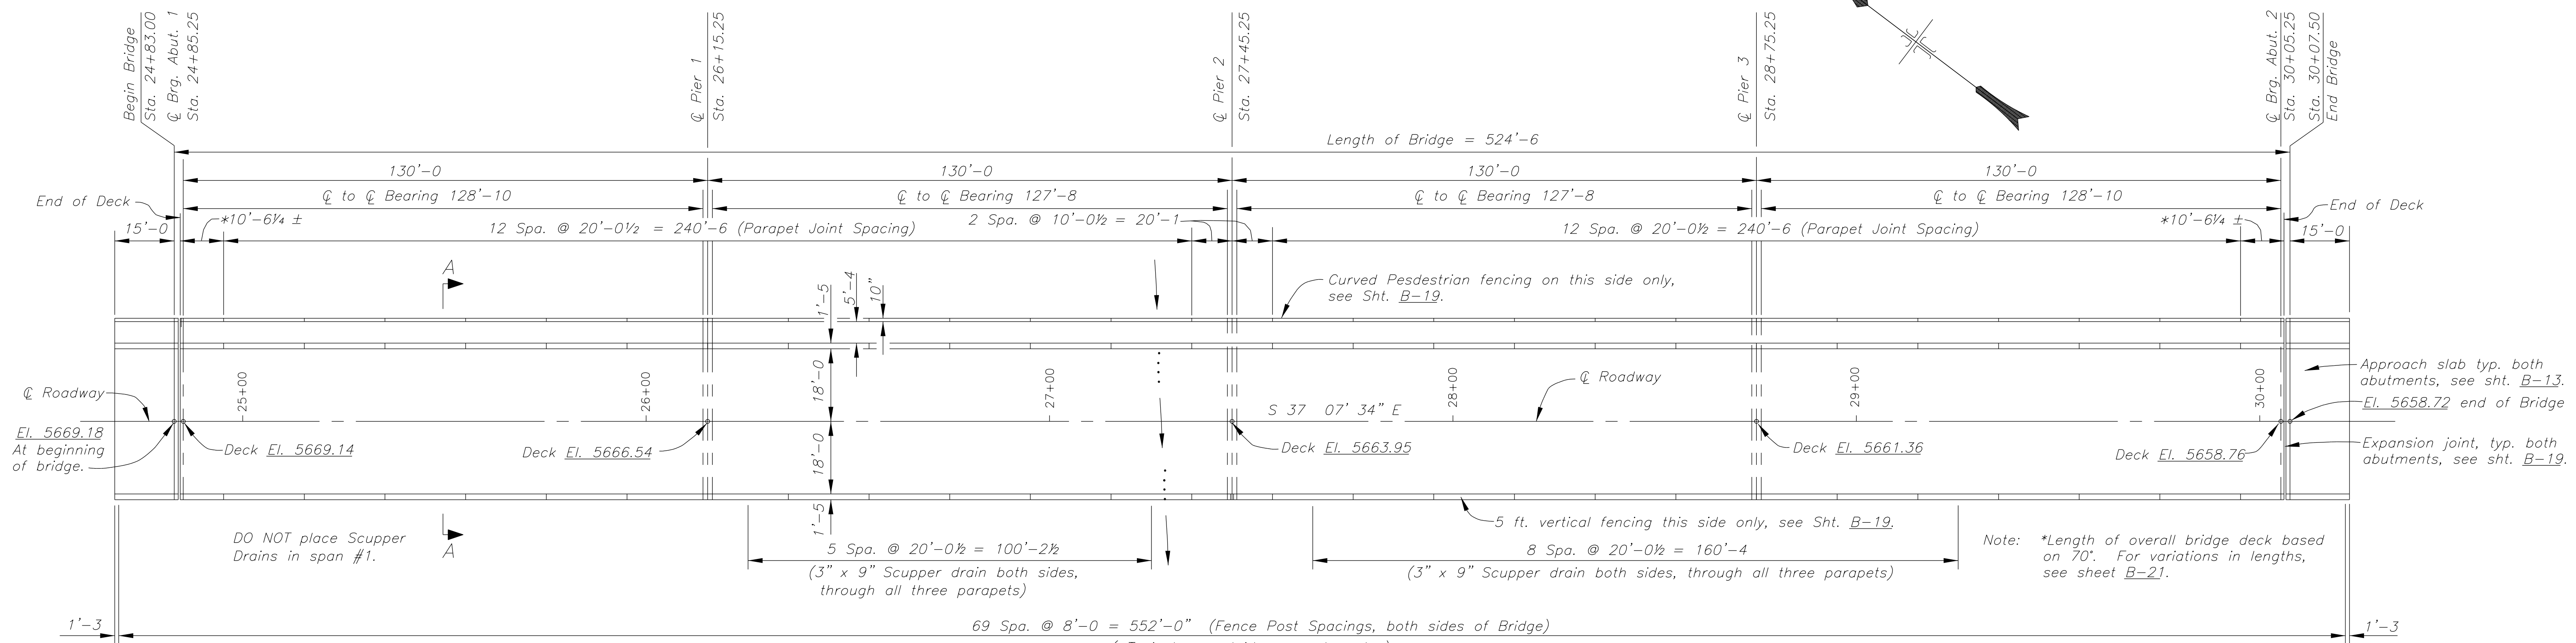 Begin Bridge
Sta. 24+83.00
℄ Brg. Abut. 1
Sta. 24+85.25
℄ Pier 1
Sta. 26+15.25
℄ Pier 2
Sta. 27+45.25
℄ Pier 3
Sta. 28+75.25
℄ Brg. Abut. 2
Sta. 30+05.25
Sta. 30+07.50
End Bridge
Length of Bridge = 524'-6
130'-0
130'-0
130'-0
130'-0
℄ to ℄ Bearing 128'-10
℄ to ℄ Bearing 127'-8
℄ to ℄ Bearing 127'-8
℄ to ℄ Bearing 128'-10
End of Deck
End of Deck
15'-0
*10'-6¼ ±
12 Spa. @ 20'-0½ = 240'-6 (Parapet Joint Spacing)
2 Spa. @ 10'-0½ = 20'-1
12 Spa. @ 20'-0½ = 240'-6 (Parapet Joint Spacing)
*10'-6¼ ±
15'-0
A
1'-5
5'-4
10"
Curved Pesdestrian fencing on this side only,
see Sht. B-19.
℄ Roadway
25+00
26+00
18'-0
27+00
28+00
℄ Roadway
29+00
30+00
Approach slab typ. both
abutments, see sht. B-13.
S 37 07' 34" E
El. 5658.72 end of Bridge
El. 5669.18
At beginning
of bridge.
Deck El. 5669.14
Deck El. 5666.54
18'-0
Deck El. 5663.95
Deck El. 5661.36
Deck El. 5658.76
Expansion joint, typ. both
abutments, see sht. B-19.
1'-5
5 ft. vertical fencing this side only, see Sht. B-19.
DO NOT place Scupper
Drains in span #1.
A
5 Spa. @ 20'-0½ = 100'-2½
(3" x 9" Scupper drain both sides,
through all three parapets)
8 Spa. @ 20'-0½ = 160'-4
(3" x 9" Scupper drain both sides, through all three parapets)
Note: *Length of overall bridge deck based
on 70°. For variations in lengths,
see sheet B-21.
1'-3
69 Spa. @ 8'-0 = 552'-0" (Fence Post Spacings, both sides of Bridge)
1'-3